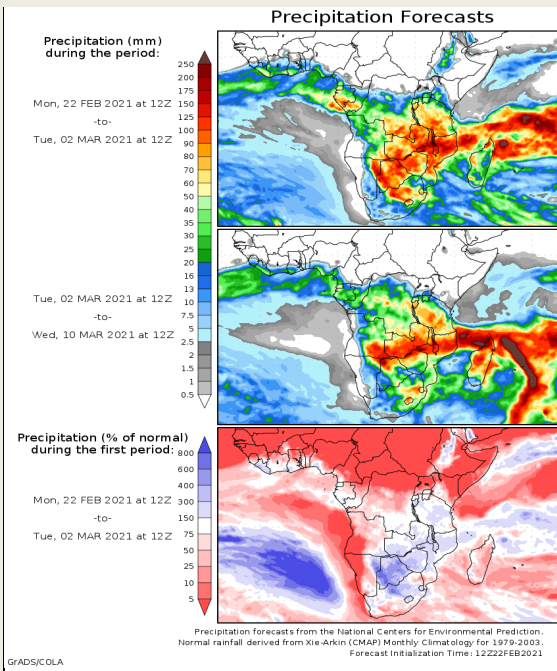 Precipitation Forecasts
Precipitation (mm)
during the period:
Mon, 22 FEB 2021 at 12Z
-to-
Tue, 02 MAR 2021 at 12Z
250
200
175
150
125
100
90
80
70
60
50
40
35
30
25
20
16
13
10
7.5
5
2.5
2
1.5
1
0.5
Tue, 02 MAR 2021 at 12Z
-to-
Wed, 10 MAR 2021 at 12Z
Precipitation (% of normal)
during the first period:
Mon, 22 FEB 2021 at 12Z
-to-
Tue, 02 MAR 2021 at 12Z
800
600
400
300
150
75
50
25
10
5
Precipitation forecasts from the National Centers for Environmental Prediction.
Normal rainfall derived from Xie-Arkin (CMAP) Monthly Climatology for 1979-2003.
Forecast Initialization Time: 12Z22FEB2021
GrADS/COLA